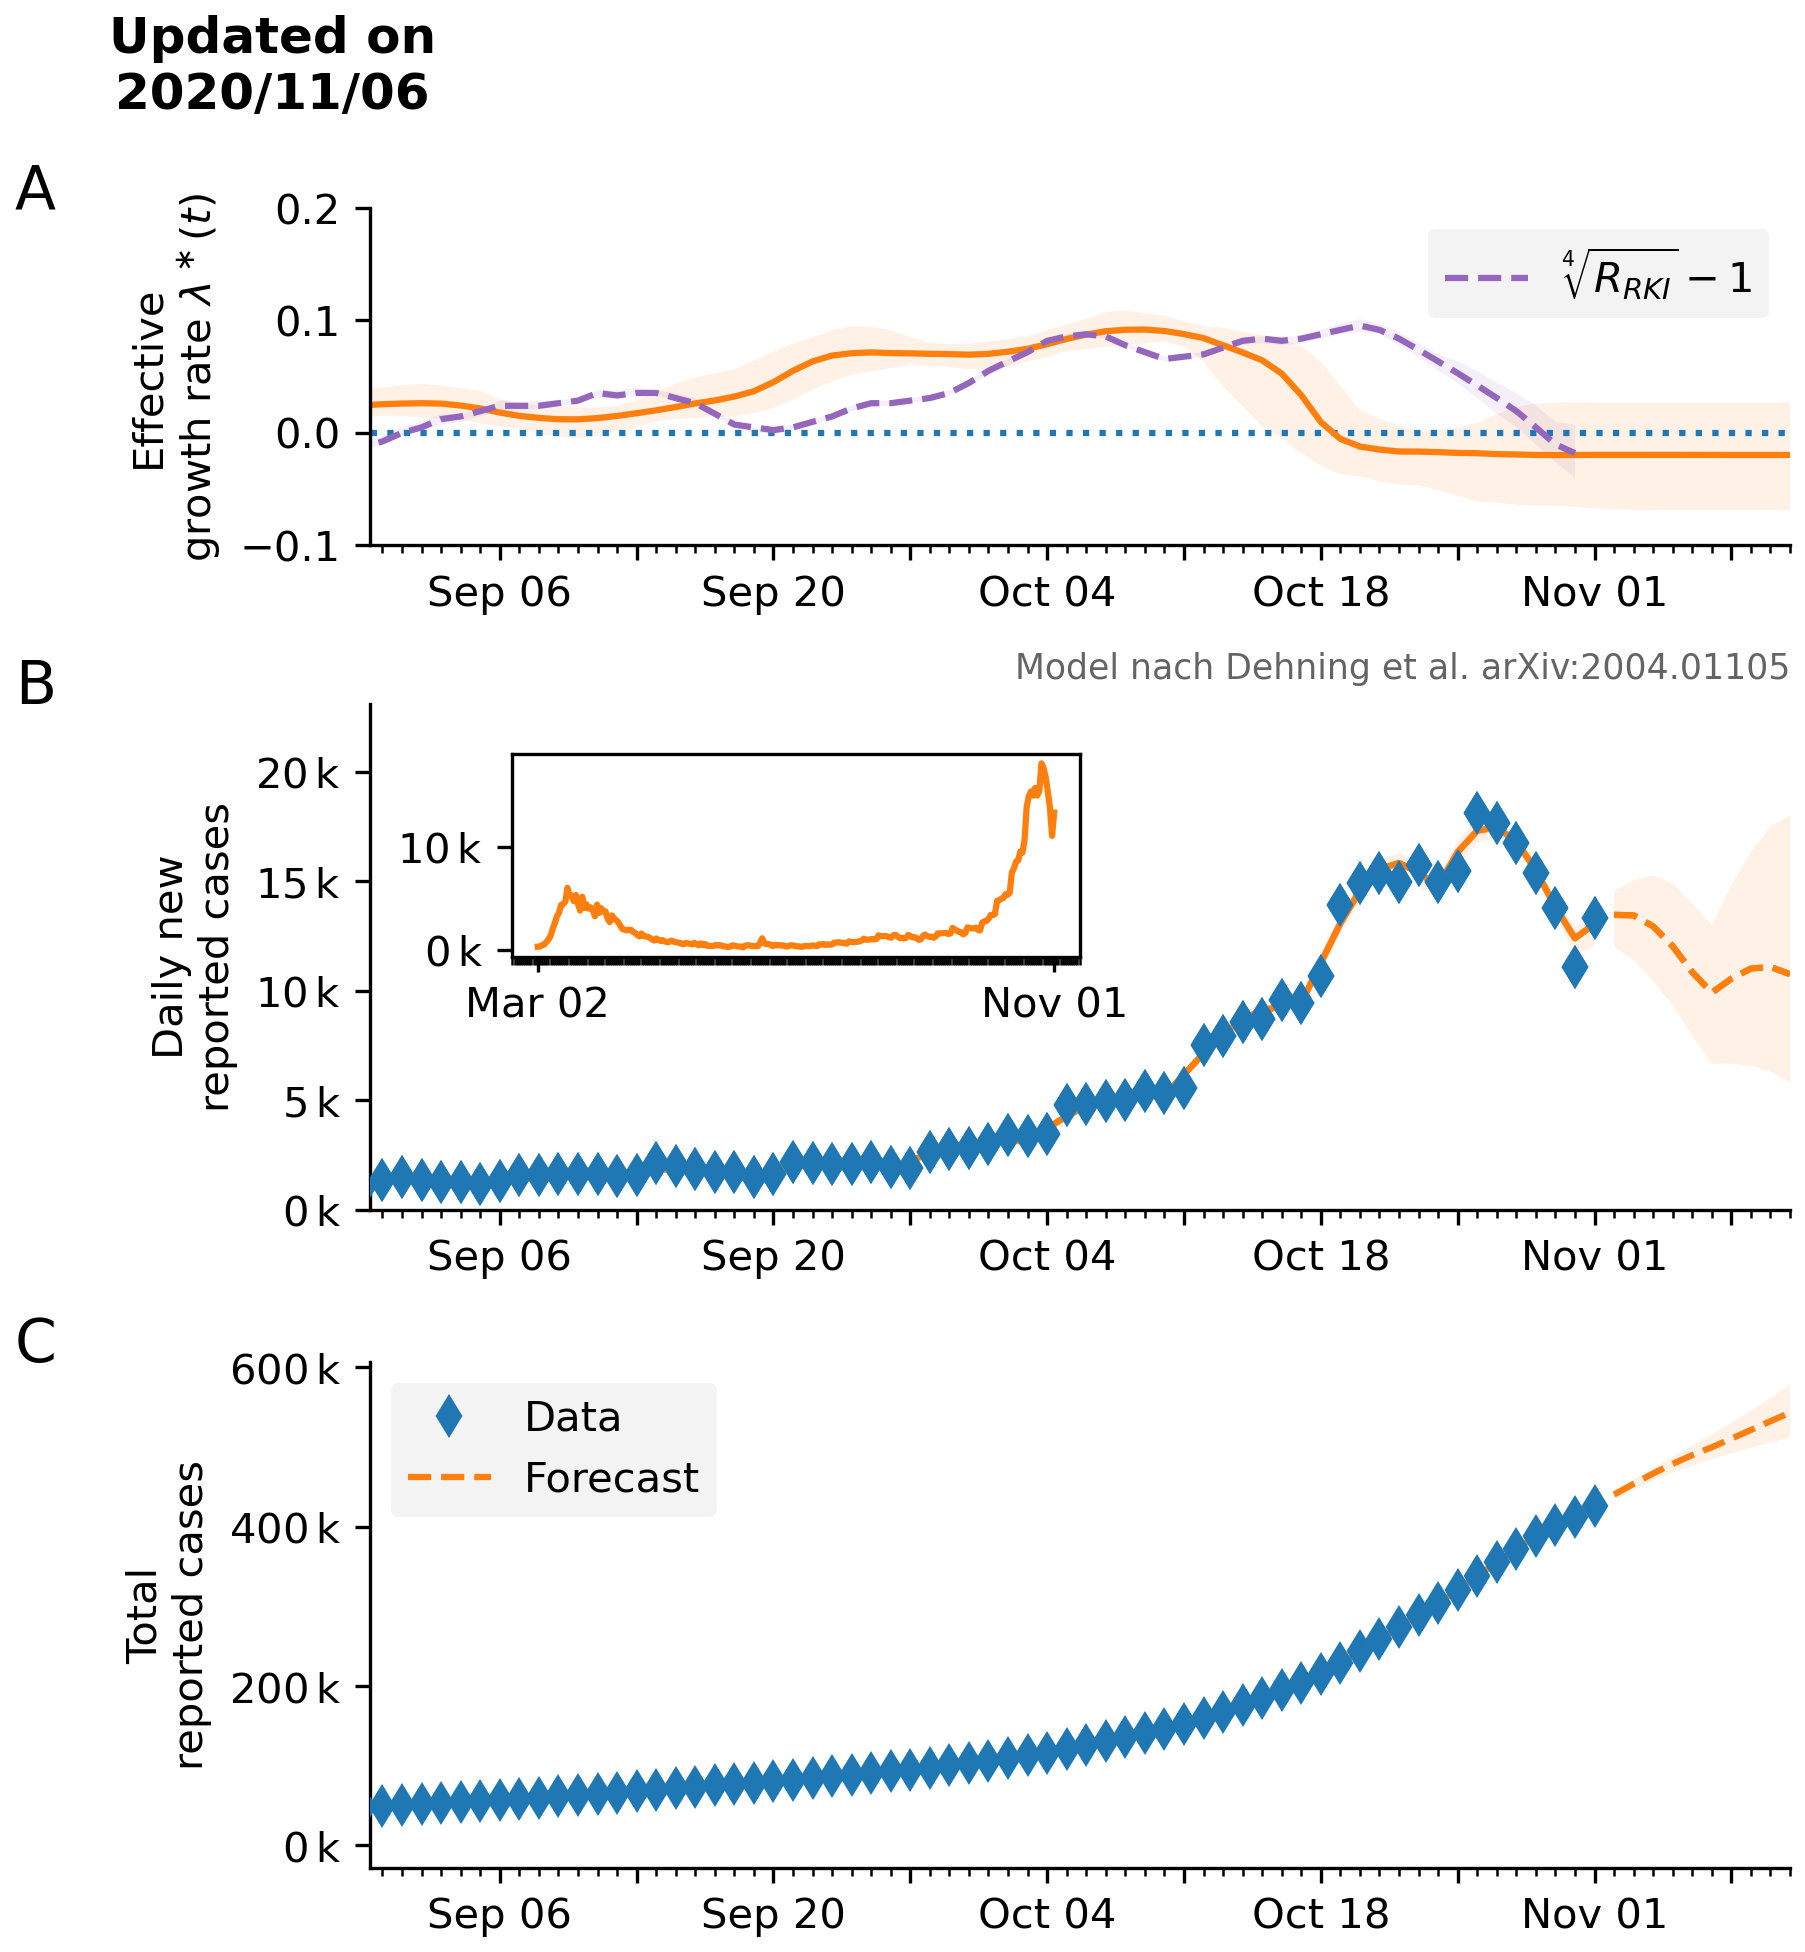 Updated on
2020/11/06
A
Effective
growth rate λ * (t)
0.2
0.1
0.0
−0.1
∜R_RKI − 1
Sep 06 Sep 20 Oct 04 Oct 18 Nov 01
Model nach Dehning et al. arXiv:2004.01105
B
Daily new
reported cases
20 k
15 k
10 k
5 k
0 k
10 k
0 k
Mar 02 Nov 01
Sep 06 Sep 20 Oct 04 Oct 18 Nov 01
C
Total
reported cases
600 k
400 k
200 k
0 k
Data
Forecast
Sep 06 Sep 20 Oct 04 Oct 18 Nov 01